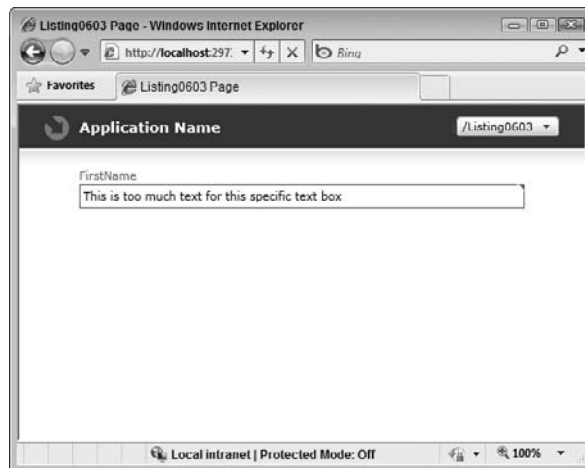 Listing0603 Page - Windows Internet Explorer
http://localhost:297.
Bing
Favorites
Listing0603 Page
Application Name
/Listing0603
FirstName
This is too much text for this specific text box
Local intranet | Protected Mode: Off
100%